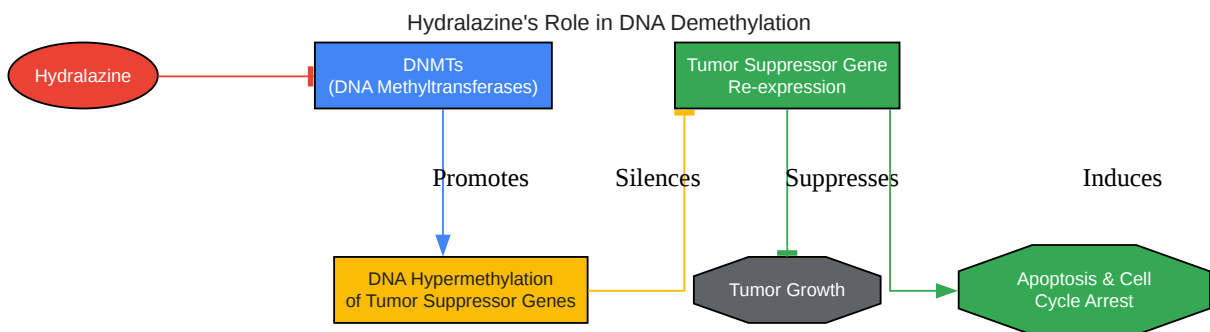 Hydralazine's Role in DNA Demethylation
Hydralazine
DNMTs
(DNA Methyltransferases)
Tumor Suppressor Gene
Re-expression
Promotes
Silences
Suppresses
Induces
DNA Hypermethylation
of Tumor Suppressor Genes
Tumor Growth
Apoptosis & Cell
Cycle Arrest